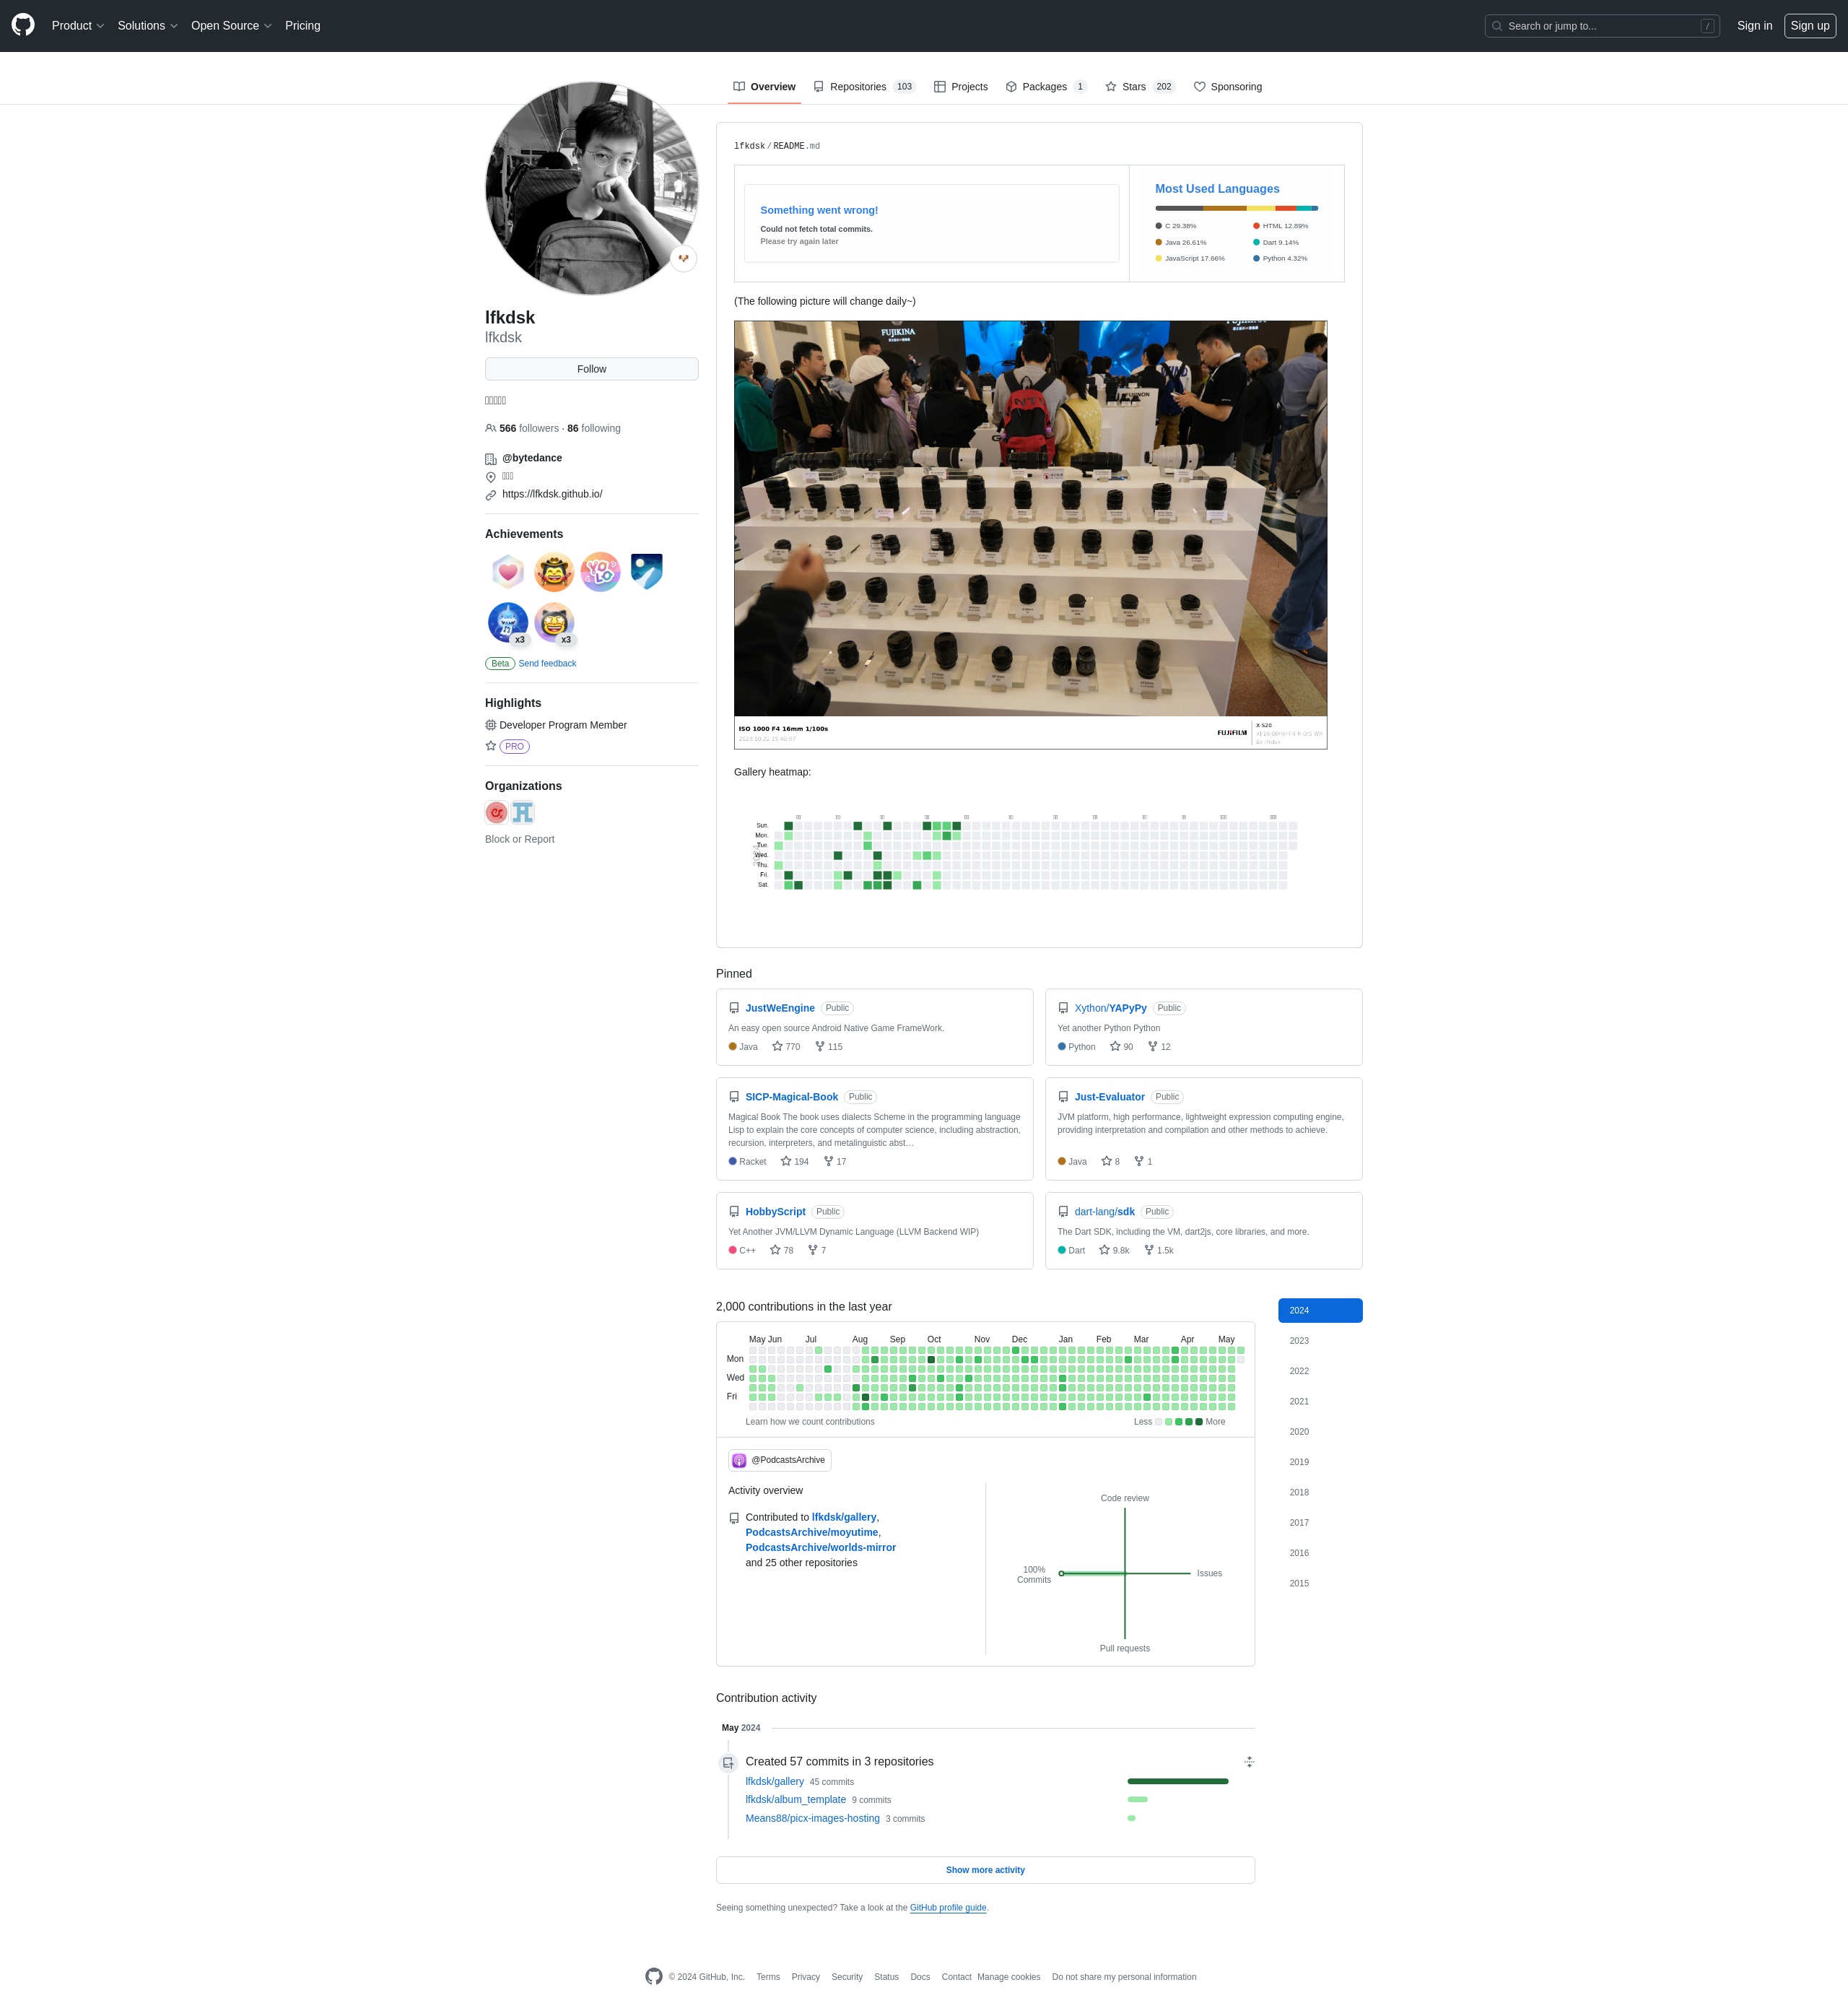 Product
Solutions
Open Source
Pricing
Search or jump to...
/
Sign in
Sign up
Overview
Repositories 103
Projects
Packages 1
Stars 202
Sponsoring
lfkdsk
lfkdsk
Follow
566 followers · 86 following
@bytedance
https://lfkdsk.github.io/
Achievements
YOLO
x3
x3
Beta Send feedback
Highlights
Developer Program Member
PRO
Organizations
Block or Report
lfkdsk/README.md
Something went wrong!
Could not fetch total commits.
Please try again later
Most Used Languages
C 29.38%
HTML 12.89%
Java 26.61%
Dart 9.14%
JavaScript 17.66%
Python 4.32%
(The following picture will change daily~)
FUJIKINA
ISO 1000 F4 16mm 1/100s
FUJIFILM
X-S20
Gallery heatmap:
Sun.
Mon.
Tue.
Wed.
Thu.
Fri.
Sat.
Pinned
JustWeEngine Public
An easy open source Android Native Game FrameWork.
Java 770 115
Xython/YAPyPy Public
Yet another Python Python
Python 90 12
SICP-Magical-Book Public
Magical Book The book uses dialects Scheme in the programming language
Lisp to explain the core concepts of computer science, including abstraction,
recursion, interpreters, and metalinguistic abst…
Racket 194 17
Just-Evaluator Public
JVM platform, high performance, lightweight expression computing engine,
providing interpretation and compilation and other methods to achieve.
Java 8 1
HobbyScript Public
Yet Another JVM/LLVM Dynamic Language (LLVM Backend WIP)
C++ 78 7
dart-lang/sdk Public
The Dart SDK, including the VM, dart2js, core libraries, and more.
Dart 9.8k 1.5k
2,000 contributions in the last year
May Jun Jul Aug Sep Oct Nov Dec Jan Feb Mar Apr May
Mon
Wed
Fri
Learn how we count contributions
Less More
2024
2023
2022
2021
2020
2019
2018
2017
2016
2015
@PodcastsArchive
Activity overview
Contributed to lfkdsk/gallery,
PodcastsArchive/moyutime,
PodcastsArchive/worlds-mirror
and 25 other repositories
Code review
100%
Commits
Issues
Pull requests
Contribution activity
May 2024
Created 57 commits in 3 repositories
lfkdsk/gallery 45 commits
lfkdsk/album_template 9 commits
Means88/picx-images-hosting 3 commits
Show more activity
Seeing something unexpected? Take a look at the GitHub profile guide.
© 2024 GitHub, Inc.
Terms
Privacy
Security
Status
Docs
Contact
Manage cookies
Do not share my personal information